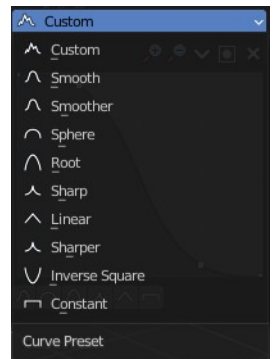 Custom
Custom
Smooth
Smoother
Sphere
Root
Sharp
Linear
Sharper
Inverse Square
Constant
Curve Preset